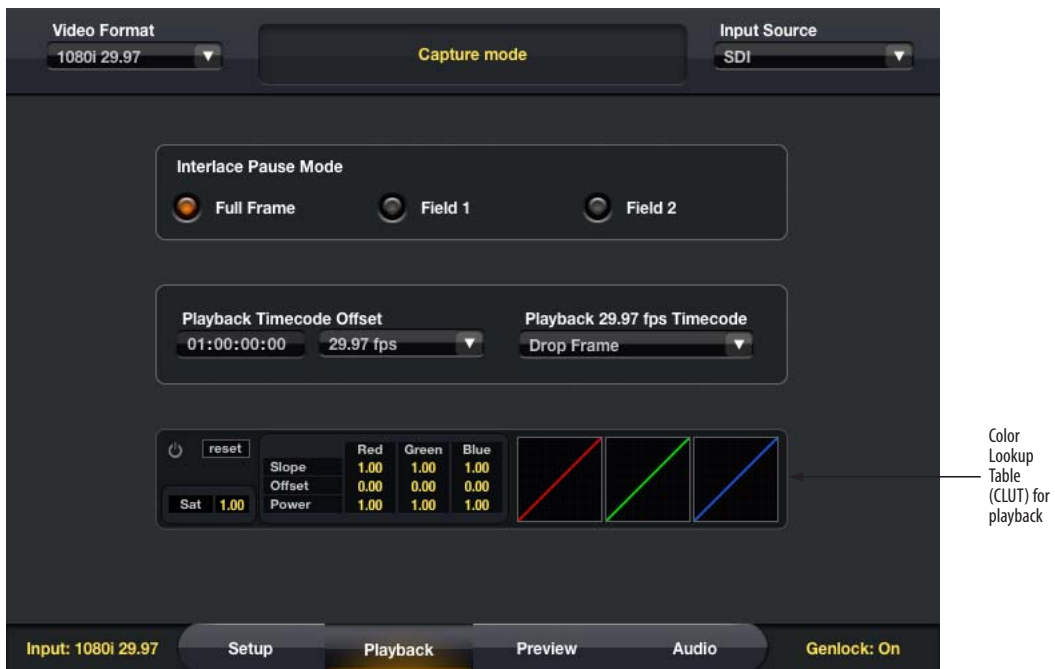 Video Format
1080i 29.97
Capture mode
Input Source
SDI
Interlace Pause Mode
Full Frame
Field 1
Field 2
Playback Timecode Offset
01:00:00:00
29.97 fps
Playback 29.97 fps Timecode
Drop Frame
reset
Red Green Blue
Slope 1.00 1.00 1.00
Offset 0.00 0.00 0.00
Power 1.00 1.00 1.00
Sat 1.00
Color
Lookup
Table
(CLUT) for
playback
Input: 1080i 29.97
Setup
Playback
Preview
Audio
Genlock: On